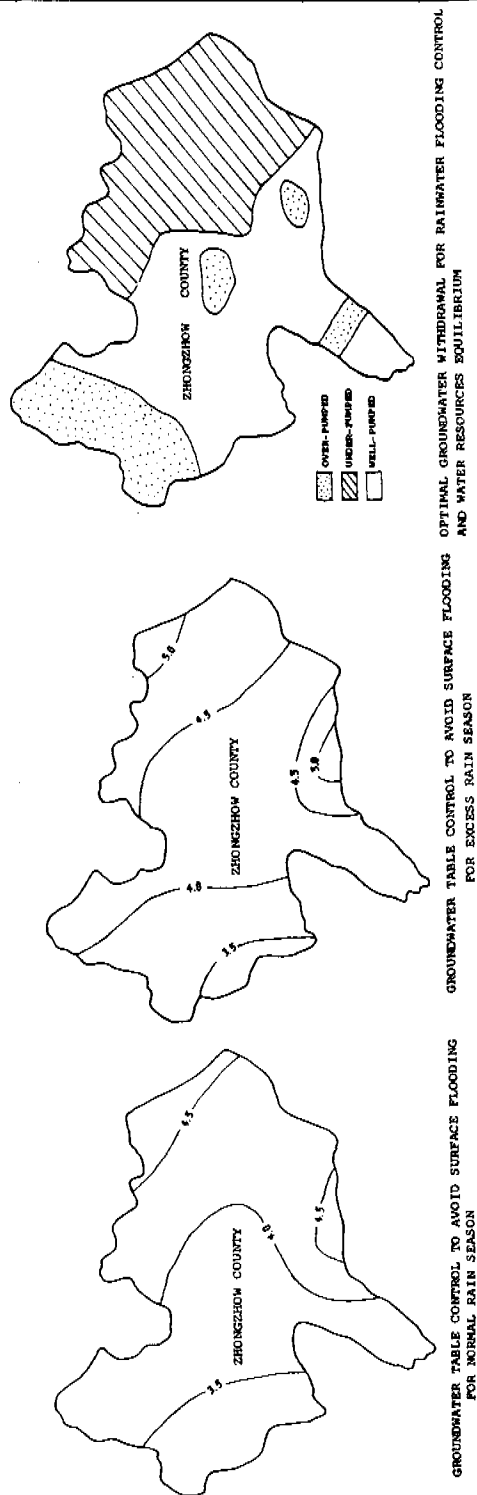 ZHONGZHOW COUNTY
OVER-PUMPED
UNDER-PUMPED
WELL-PUMPED
OPTIMAL GROUNDWATER WITHDRAWAL FOR RAINWATER FLOODING CONTROL
AND WATER RESOURCES EQUILIBRIUM
5.0
4.5
ZHONGZHOW COUNTY
4.0
3.5
4.5
5.0
GROUNDWATER TABLE CONTROL TO AVOID SURFACE FLOODING
FOR EXCESS RAIN SEASON
4.5
4.0
ZHONGZHOW COUNTY
3.5
4.5
GROUNDWATER TABLE CONTROL TO AVOID SURFACE FLOODING
FOR NORMAL RAIN SEASON